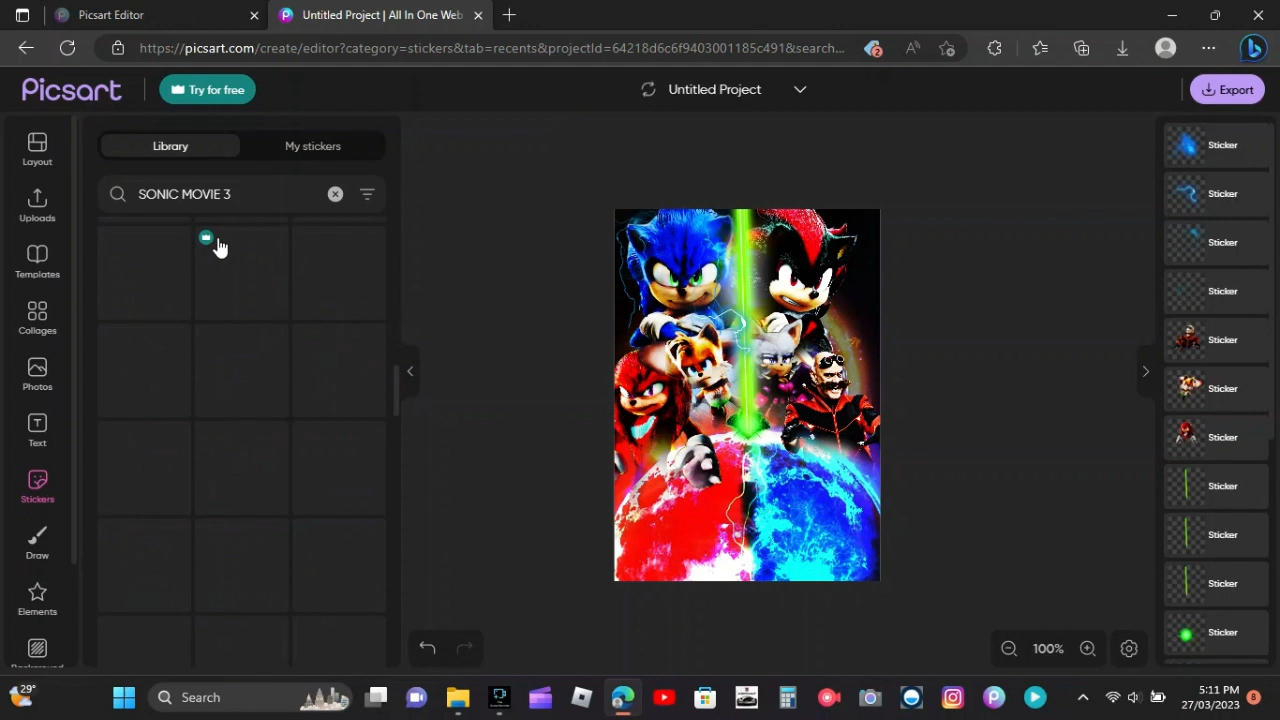 Picsart Editor
Untitled Project | All In One Web
https://picsart.com/create/editor?category=stickers&tab=recents&projectId=64218d6c6f9403001185c491&search...
2
Picsart
Try for free
Untitled Project
Export
Layout
Uploads
Templates
Collages
Photos
Text
Stickers
Draw
Elements
Background
Library
My stickers
SONIC MOVIE 3
Sticker
Sticker
Sticker
Sticker
Sticker
Sticker
Sticker
Sticker
Sticker
Sticker
Sticker
100%
29°
Search
5:11 PM
27/03/2023
8